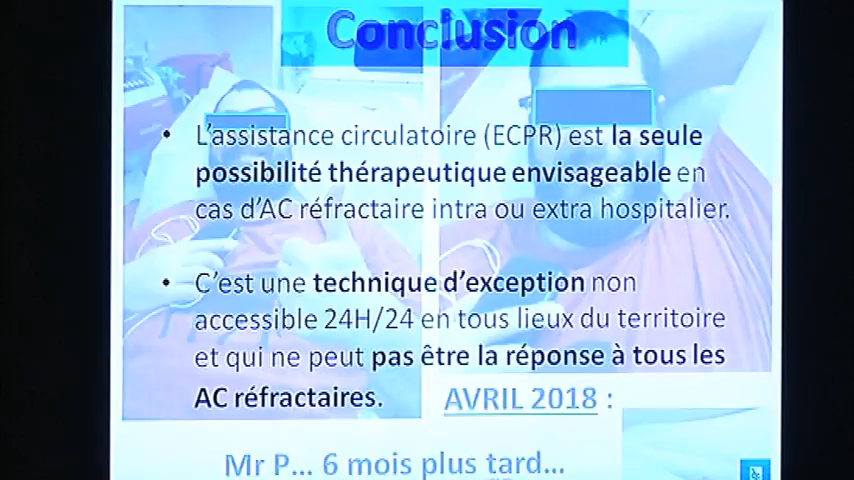 Conclusion
• L'assistance circulatoire (ECPR) est la seule
possibilité thérapeutique envisageable en
cas d'AC réfractaire intra ou extra hospitalier.
• C'est une technique d'exception non
accessible 24H/24 en tous lieux du territoire
et qui ne peut pas être la réponse à tous les
AC réfractaires.
AVRIL 2018 :
Mr P... 6 mois plus tard...